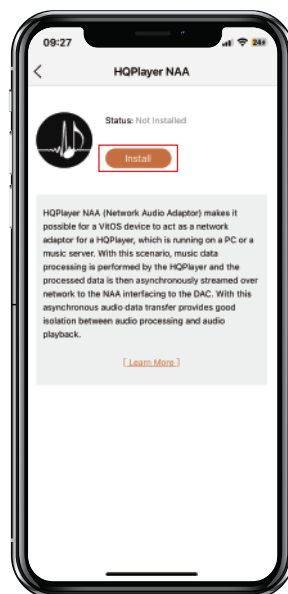 09:27
24
HQPlayer NAA
Status: Not Installed
Install
HQPlayer NAA (Network Audio Adaptor) makes it
possible for a VitOS device to act as a network
adaptor for a HQPlayer, which is running on a PC or a
music server. With this scenario, music data
processing is performed by the HQPlayer and the
processed data is then asynchronously streamed over
network to the NAA interfacing to the DAC. With this
asynchronous audio data transfer provides good
isolation between audio processing and audio
playback.
[ Learn More ]